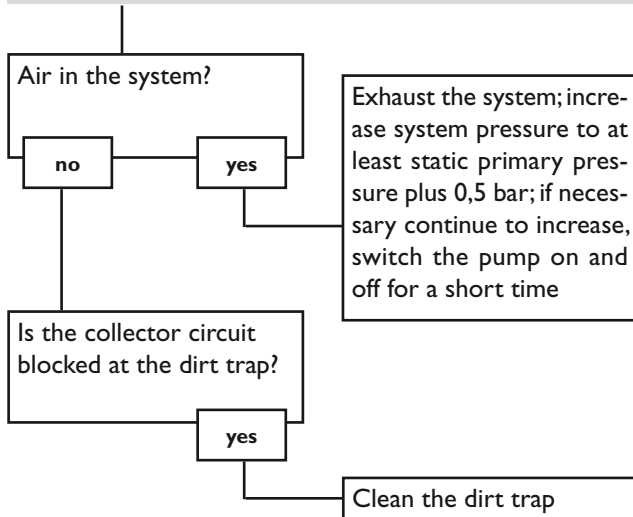 Air in the system?
no
yes
Exhaust the system; incre-
ase system pressure to at
least static primary pres-
sure plus 0,5 bar; if neces-
sary continue to increase,
switch the pump on and
off for a short time
Is the collector circuit
blocked at the dirt trap?
yes
Clean the dirt trap